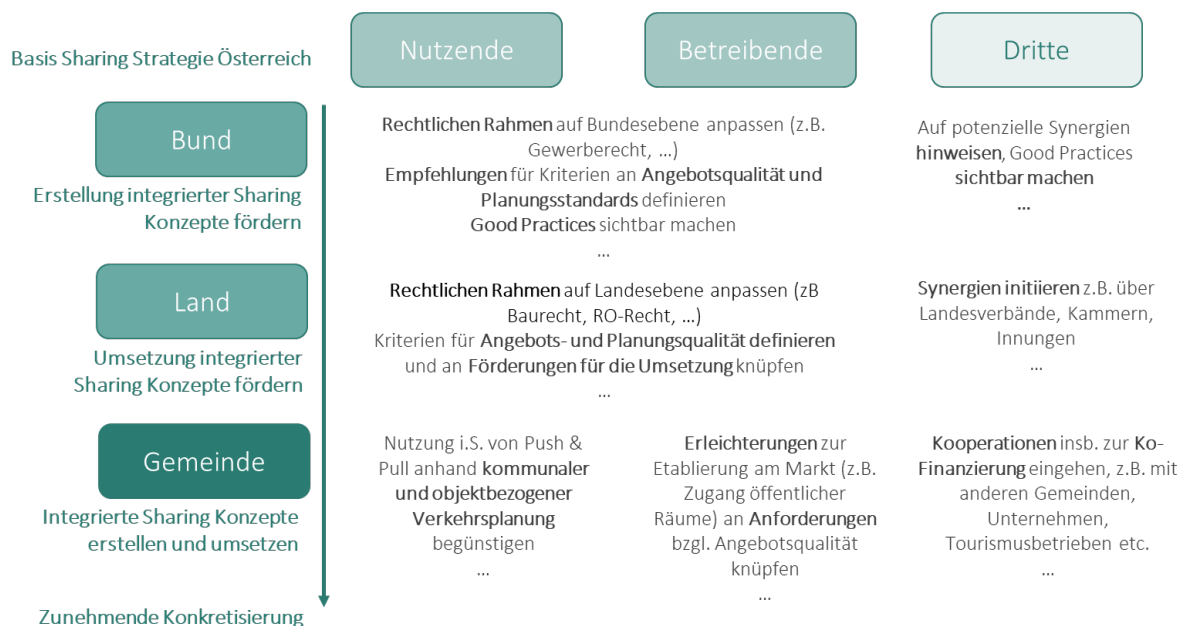 Basis Sharing Strategie Österreich
Nutzende
Betreibende
Dritte
Bund
Erstellung integrierter Sharing
Konzepte fördern
Rechtlichen Rahmen auf Bundesebene anpassen (z.B.
Gewerberecht, …)
Empfehlungen für Kriterien an Angebotsqualität und
Planungsstandards definieren
Good Practices sichtbar machen
…
Auf potenzielle Synergien
hinweisen, Good Practices
sichtbar machen
…
Land
Umsetzung integrierter
Sharing Konzepte fördern
Rechtlichen Rahmen auf Landesebene anpassen (zB
Baurecht, RO-Recht, …)
Kriterien für Angebots- und Planungsqualität definieren
und an Förderungen für die Umsetzung knüpfen
…
Synergien initiieren z.B. über
Landesverbände, Kammern,
Innungen
…
Gemeinde
Integrierte Sharing Konzepte
erstellen und umsetzen
Nutzung i.S. von Push &
Pull anhand kommunaler
und objektbezogener
Verkehrsplanung
begünstigen
…
Erleichterungen zur
Etablierung am Markt (z.B.
Zugang öffentlicher
Räume) an Anforderungen
bzgl. Angebotsqualität
knüpfen
…
Kooperationen insb. zur Ko-
Finanzierung eingehen, z.B. mit
anderen Gemeinden,
Unternehmen,
Tourismusbetrieben etc.
…
Zunehmende Konkretisierung